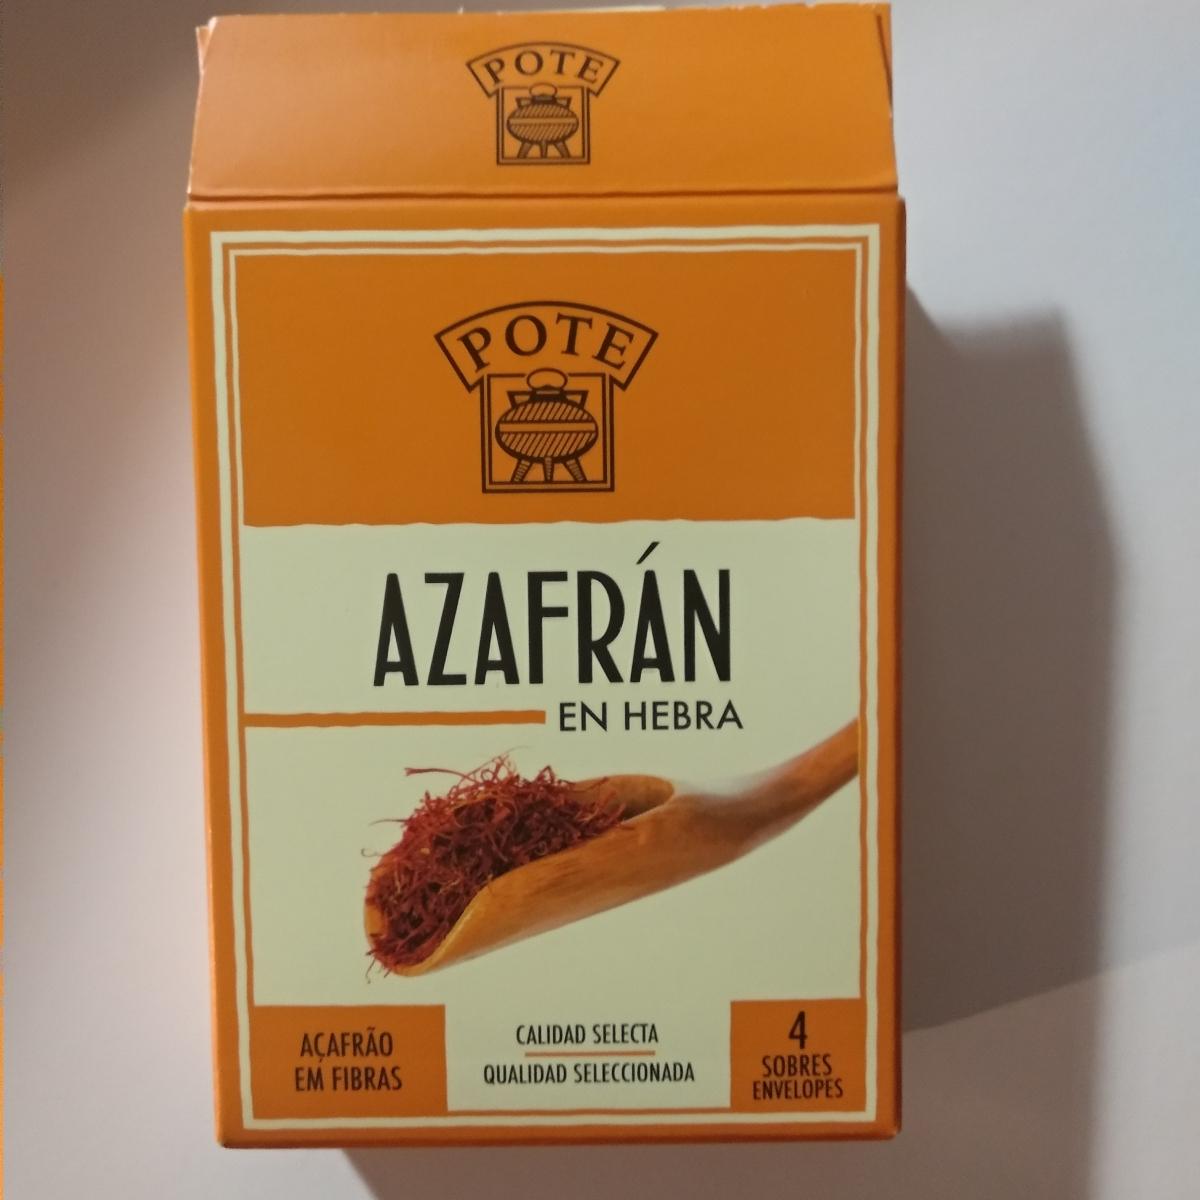 POTE
POTE
AZAFRÁN
EN HEBRA
AÇAFRÃO
EM FIBRAS
CALIDAD SELECTA
QUALIDAD SELECCIONADA
4
SOBRES
ENVELOPES